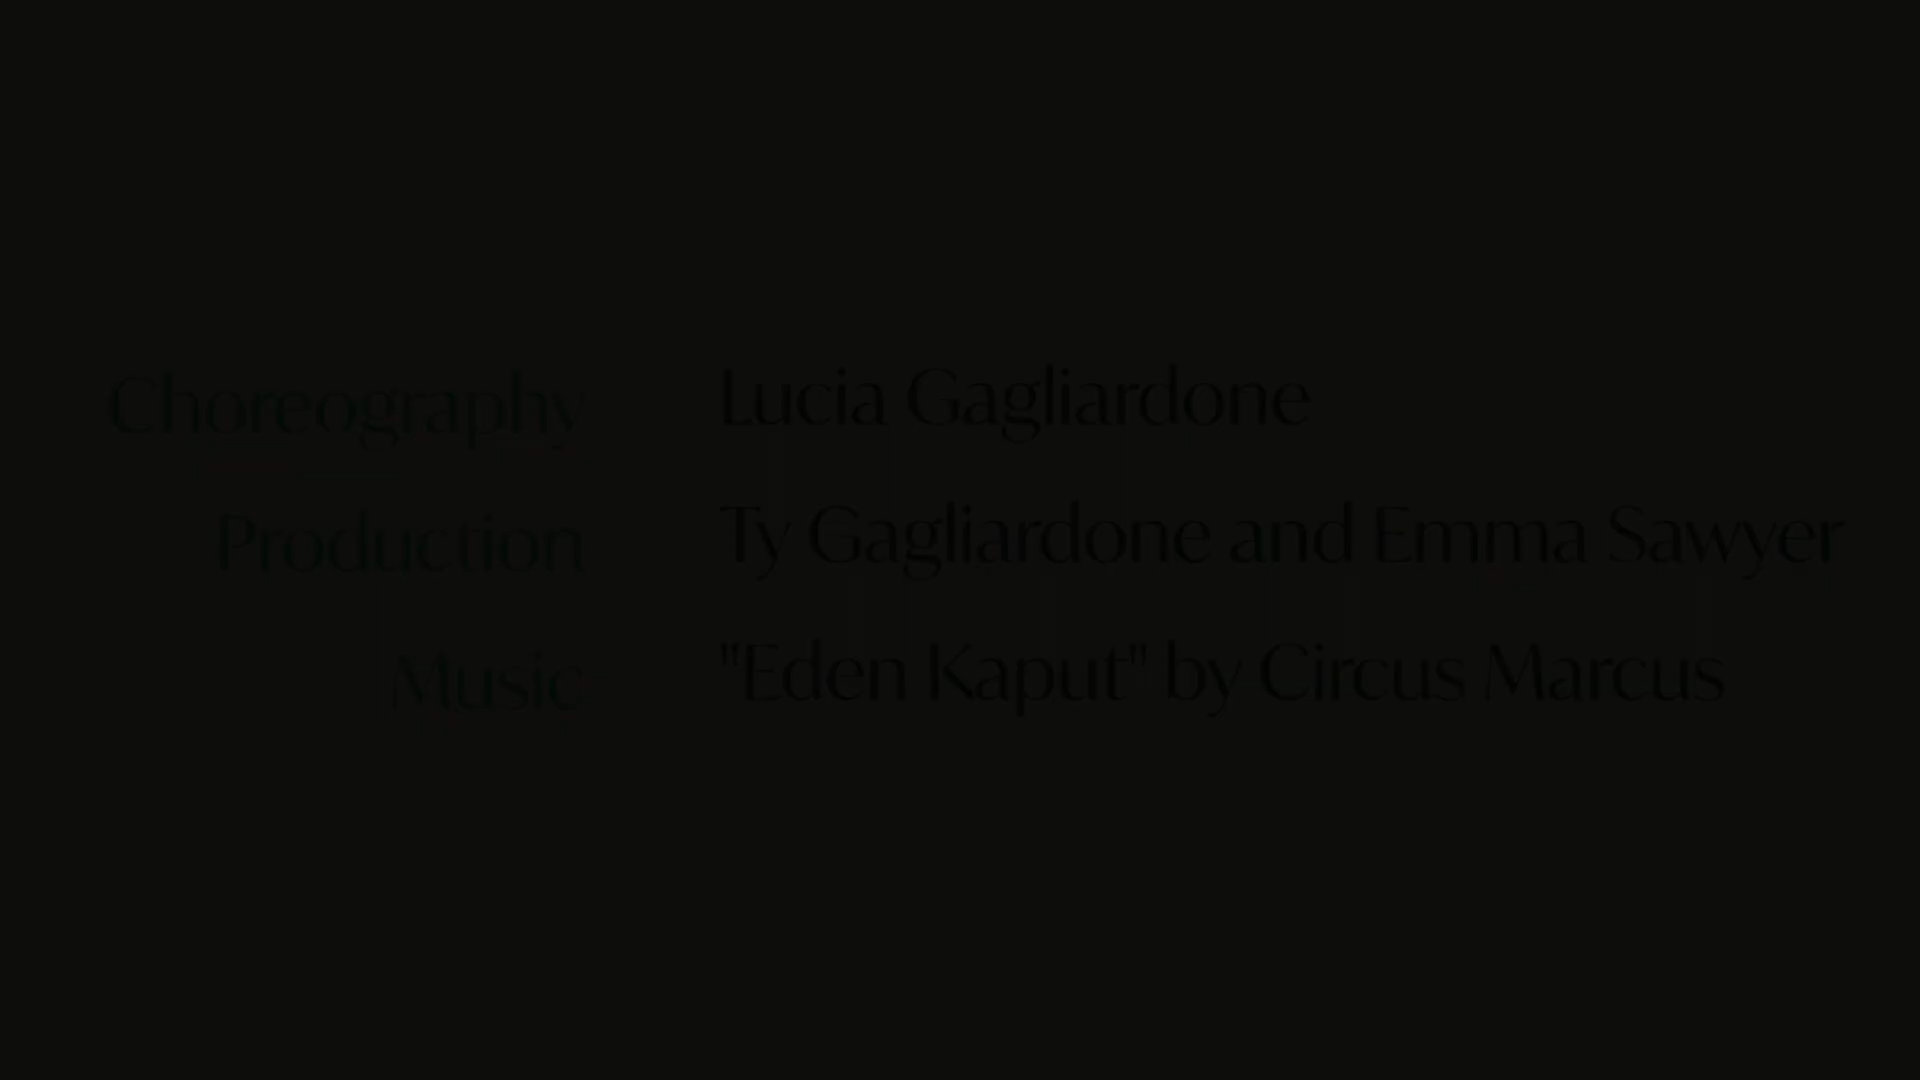 Choreography Lucia Gagliardone
Production Ty Gagliardone and Emma Sawyer
Music "Eden Kaput" by Circus Marcus